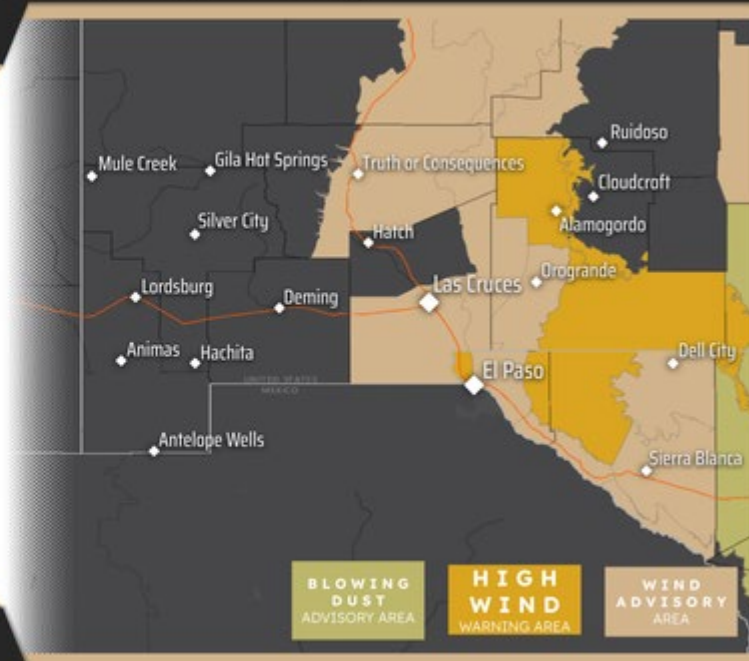 Ruidoso
Mule Creek
Gila Hot Springs
Truth or Consequences
Cloudcroft
Silver City
Alamogordo
Hatch
Orogrande
Lordsburg
Deming
Las Cruces
Animas
Hachita
Dell City
El Paso
UNITED STATES
MEXICO
Antelope Wells
Sierra Blanca
BLOWING
DUST
ADVISORY AREA
HIGH
WIND
WARNING AREA
WIND
ADVISORY
AREA